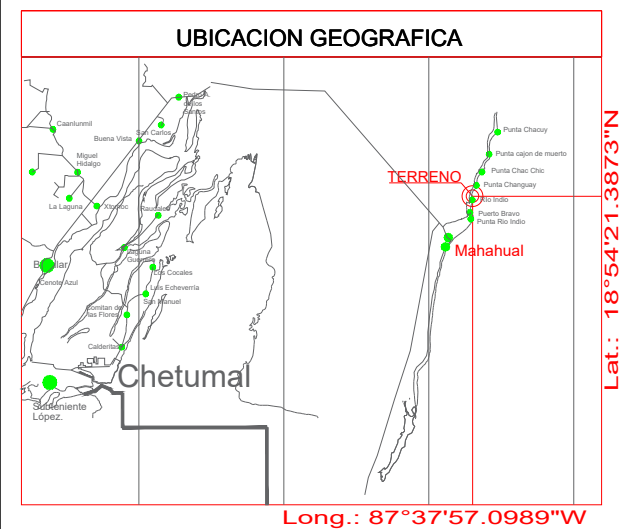 UBICACION GEOGRAFICA
Pedro A.
de los
Santos
Caanlunmil
San Carlos
Buena Vista
Miguel
Hidalgo
La Laguna
Xtomoc
Raudales
Laguna
Guerrero
Bacalar
Los Cocales
Cenote Azul
Luis Echeverría
San Manuel
Comitan de
las Flores
Calderitas
Chetumal
Subteniente
López.
Punta Chacuy
Punta cajon de muerto
Punta Chac Chic
TERRENO
Punta Changuay
Rio Indio
Puerto Bravo
Punta Rio Indio
Mahahual
Lat.: 18°54'21.3873"N
Long.: 87°37'57.0989"W